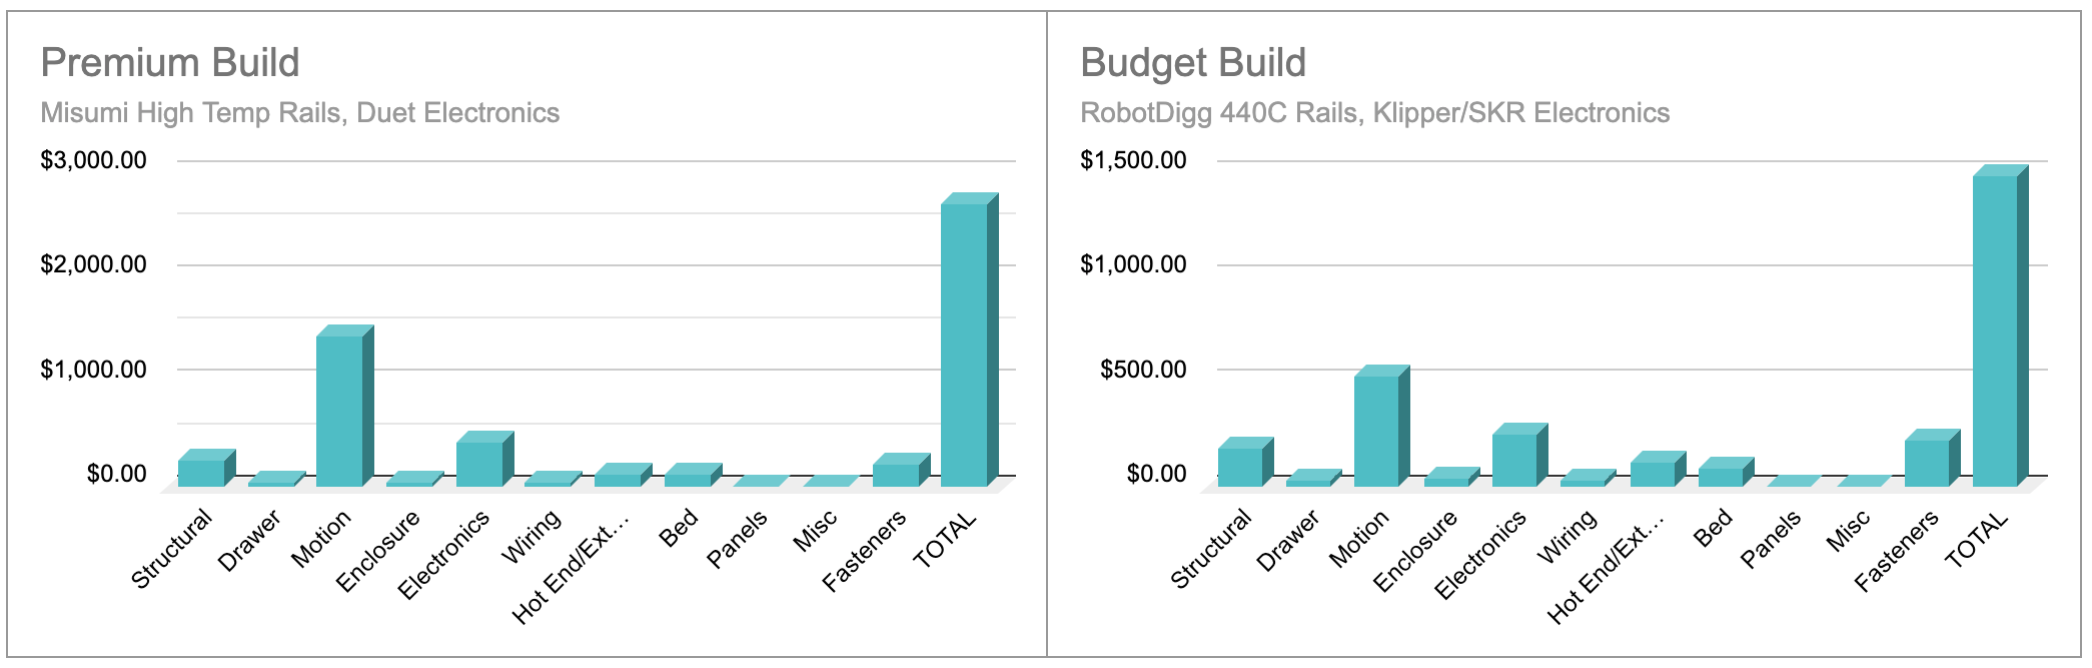 Premium Build
Misumi High Temp Rails, Duet Electronics
$3,000.00
$2,000.00
$1,000.00
$0.00
Structural
Drawer
Motion
Enclosure
Electronics
Wiring
Hot End/Ext...
Bed
Panels
Misc
Fasteners
TOTAL
Budget Build
RobotDigg 440C Rails, Klipper/SKR Electronics
$1,500.00
$1,000.00
$500.00
$0.00
Structural
Drawer
Motion
Enclosure
Electronics
Wiring
Hot End/Ext...
Bed
Panels
Misc
Fasteners
TOTAL